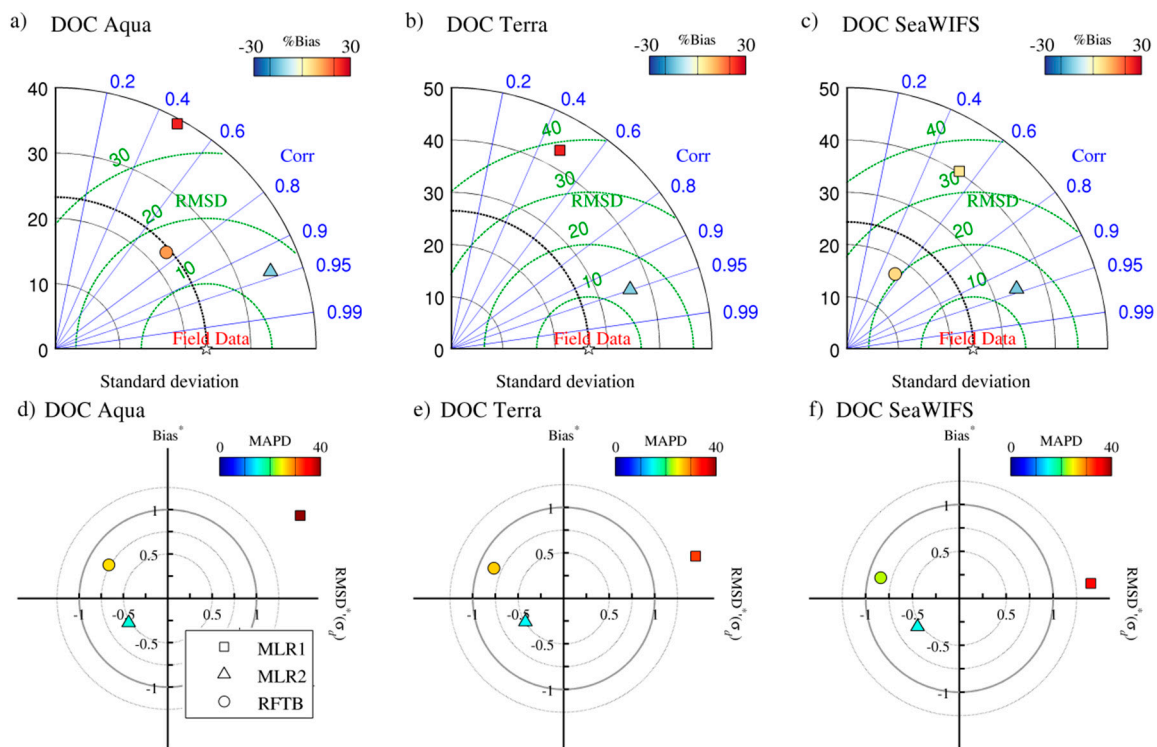 a) DOC Aqua
-30 %Bias 30
40
30
20
10
0
0.2
0.4
0.6
Corr
0.8
0.9
0.95
0.99
30
RMSD
20
10
Field Data
0 10 20 30 40
Standard deviation
b) DOC Terra
-30 %Bias 30
50
40
30
20
10
0
0.2
0.4
0.6
Corr
0.8
0.9
0.95
0.99
40
30
RMSD
20
10
Field Data
Standard deviation
c) DOC SeaWIFS
-30 %Bias 30
50
40
30
20
10
0
0.2
0.4
0.6
Corr
0.8
0.9
0.95
0.99
40
30
RMSD
20
10
Field Data
Standard deviation
d) DOC Aqua
Bias*
0 MAPD 40
1
0.5
-1 -0.5 0.5 1
-0.5
-1
RMSD*'(σd)
MLR1
MLR2
RFTB
e) DOC Terra
0 MAPD 40
1
0.5
-1 -0.5 0.5 1
-0.5
-1
RMSD*'(σd)
f) DOC SeaWIFS
Bias*
0 MAPD 40
1
0.5
-1 -0.5 0.5 1
-0.5
-1
RMSD*'(σd)